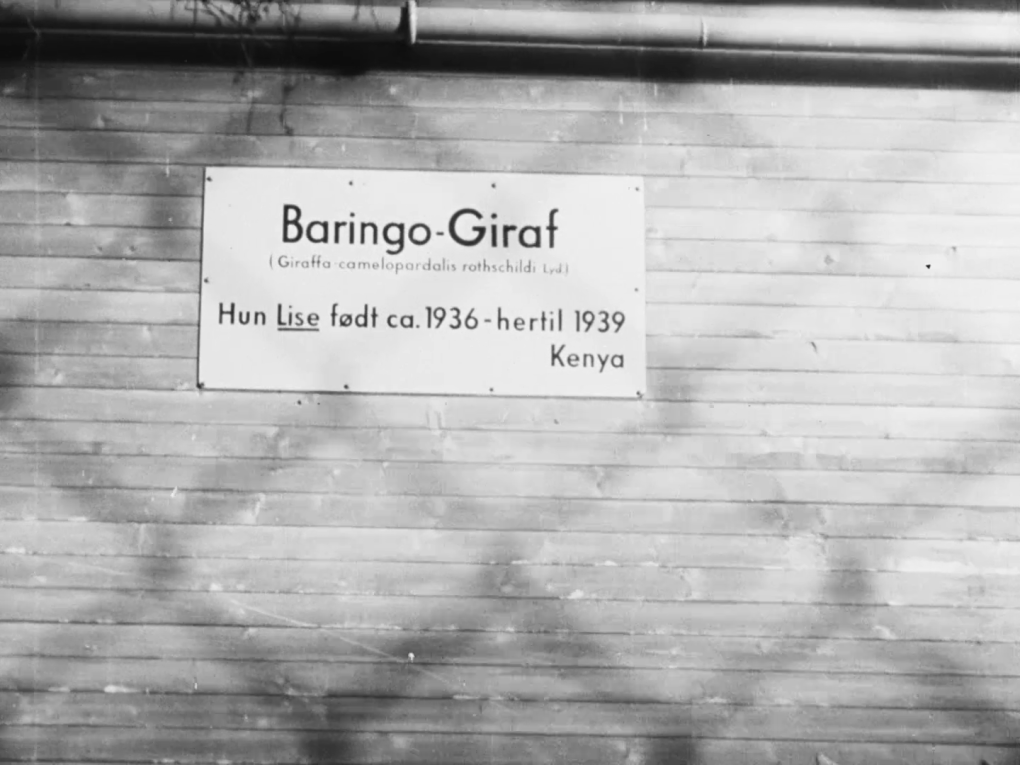 Baringo-Giraf
(Giraffa camelopardalis rothschildi Lyd.)
Hun Lise født ca. 1936 - hertil 1939
Kenya